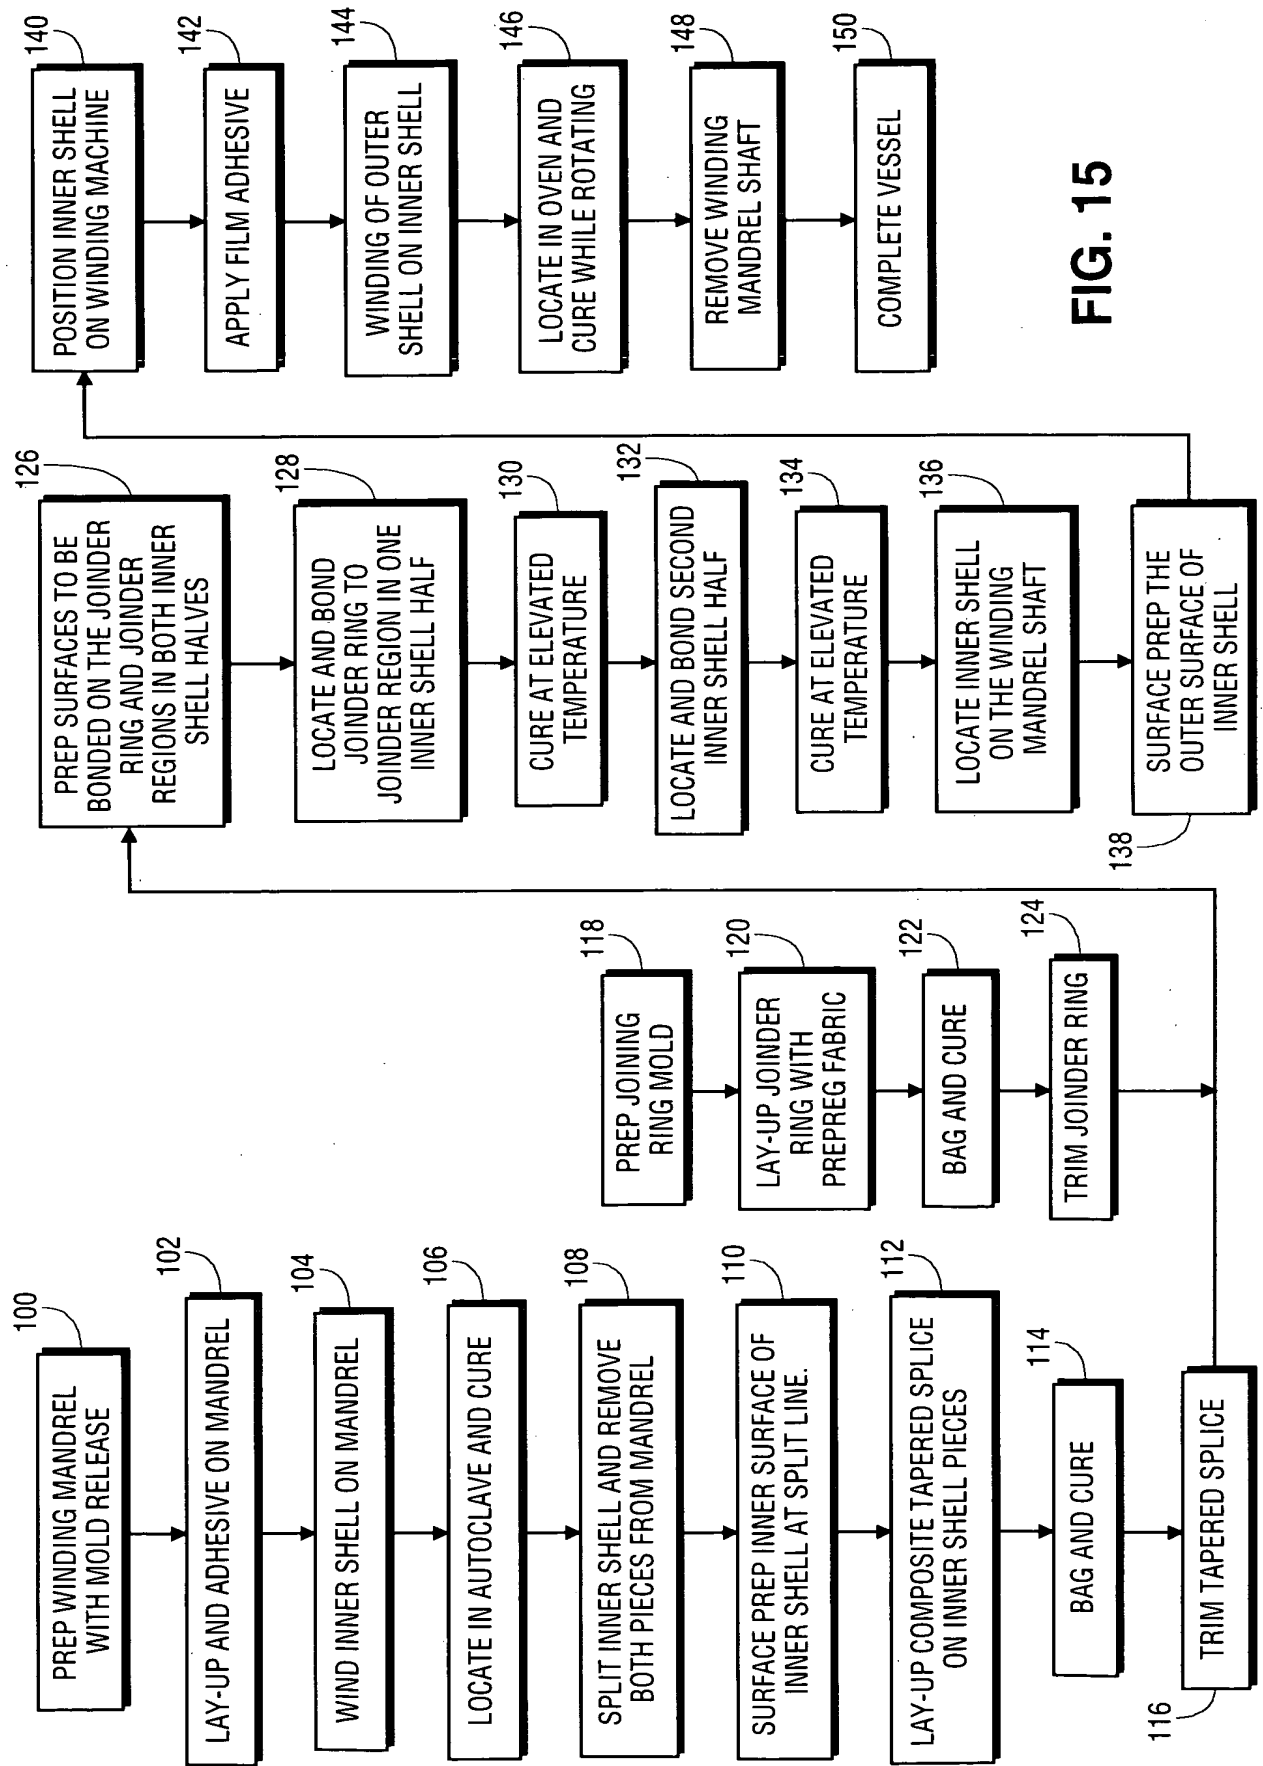 100
PREP WINDING MANDREL
WITH MOLD RELEASE
102
LAY-UP AND ADHESIVE ON MANDREL
104
WIND INNER SHELL ON MANDREL
106
LOCATE IN AUTOCLAVE AND CURE
108
SPLIT INNER SHELL AND REMOVE
BOTH PIECES FROM MANDREL
110
SURFACE PREP INNER SURFACE OF
INNER SHELL AT SPLIT LINE.
112
LAY-UP COMPOSITE TAPERED SPLICE
ON INNER SHELL PIECES
114
BAG AND CURE
TRIM TAPERED SPLICE
116
118
PREP JOINING
RING MOLD
120
LAY-UP JOINDER
RING WITH
PREPREG FABRIC
122
BAG AND CURE
124
TRIM JOINDER RING
126
PREP SURFACES TO BE
BONDED ON THE JOINDER
RING AND JOINDER
REGIONS IN BOTH INNER
SHELL HALVES
128
LOCATE AND BOND
JOINDER RING TO
JOINDER REGION IN ONE
INNER SHELL HALF
130
CURE AT ELEVATED
TEMPERATURE
132
LOCATE AND BOND SECOND
INNER SHELL HALF
134
CURE AT ELEVATED
TEMPERATURE
136
LOCATE INNER SHELL
ON THE WINDING
MANDREL SHAFT
SURFACE PREP THE
OUTER SURFACE OF
INNER SHELL
138
140
POSITION INNER SHELL
ON WINDING MACHINE
142
APPLY FILM ADHESIVE
144
WINDING OF OUTER
SHELL ON INNER SHELL
146
LOCATE IN OVEN AND
CURE WHILE ROTATING
148
REMOVE WINDING
MANDREL SHAFT
150
COMPLETE VESSEL
FIG. 15